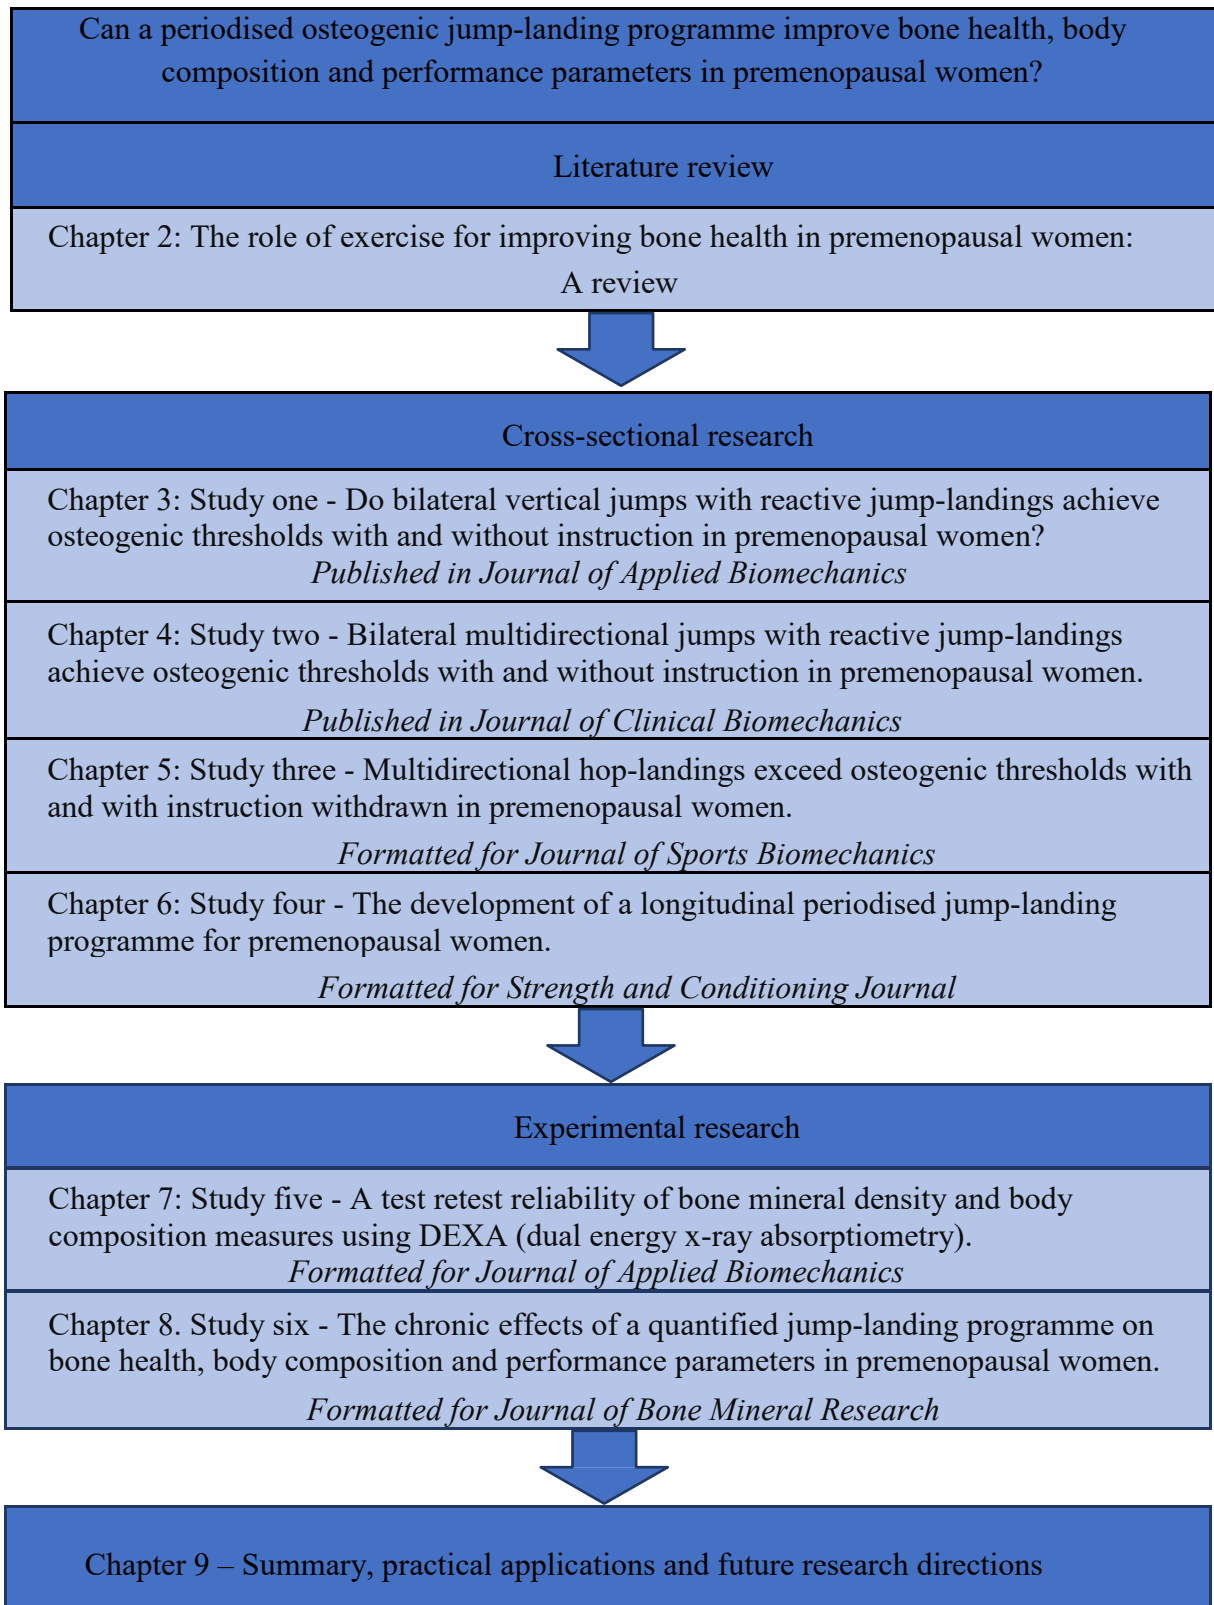 Can a periodised osteogenic jump-landing programme improve bone health, body
composition and performance parameters in premenopausal women?
Literature review
Chapter 2: The role of exercise for improving bone health in premenopausal women:
A review
Cross-sectional research
Chapter 3: Study one - Do bilateral vertical jumps with reactive jump-landings achieve
osteogenic thresholds with and without instruction in premenopausal women?
Published in Journal of Applied Biomechanics
Chapter 4: Study two - Bilateral multidirectional jumps with reactive jump-landings
achieve osteogenic thresholds with and without instruction in premenopausal women.
Published in Journal of Clinical Biomechanics
Chapter 5: Study three - Multidirectional hop-landings exceed osteogenic thresholds with
and with instruction withdrawn in premenopausal women.
Formatted for Journal of Sports Biomechanics
Chapter 6: Study four - The development of a longitudinal periodised jump-landing
programme for premenopausal women.
Formatted for Strength and Conditioning Journal
Experimental research
Chapter 7: Study five - A test retest reliability of bone mineral density and body
composition measures using DEXA (dual energy x-ray absorptiometry).
Formatted for Journal of Applied Biomechanics
Chapter 8. Study six - The chronic effects of a quantified jump-landing programme on
bone health, body composition and performance parameters in premenopausal women.
Formatted for Journal of Bone Mineral Research
Chapter 9 – Summary, practical applications and future research directions